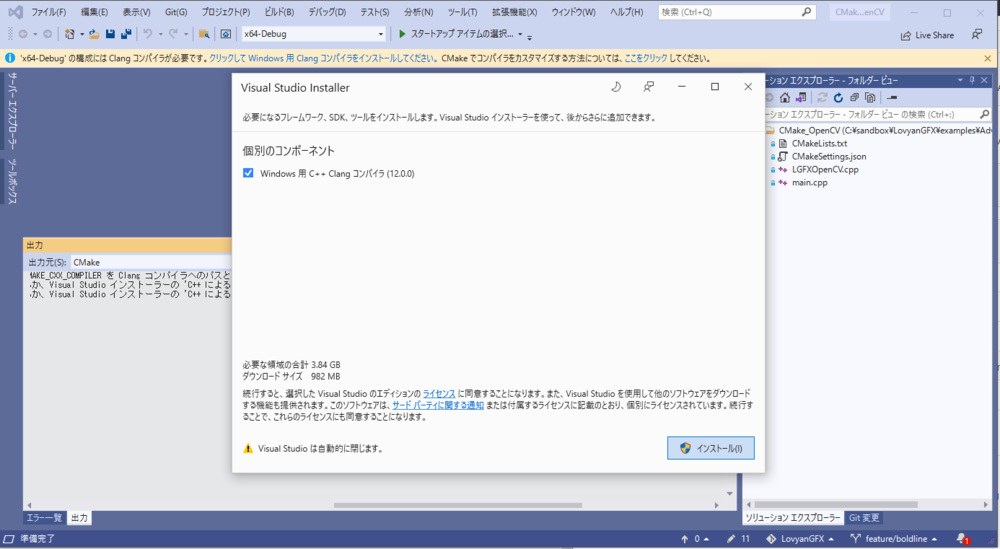 ファイル(F) 編集(E) 表示(V) Git(G) プロジェクト(P) ビルド(B) デバッグ(D) テスト(S) 分析(N) ツール(T) 拡張機能(X) ウィンドウ(W) ヘルプ(H) 検索 (Ctrl+Q) CMak...enCV
x64-Debug スタートアップ アイテムの選択... Live Share
'x64-Debug' の構成には Clang コンパイラが必要です。クリックして Windows 用 Clang コンパイラをインストールしてください。 CMake でコンパイラをカスタマイズする方法については、ここをクリック してください。
サーバー エクスプローラー
ツールボックス
Visual Studio Installer
必要になるフレームワーク、SDK、ツールをインストールします。Visual Studio インストーラーを使って、後からさらに追加できます。
個別のコンポーネント
Windows 用 C++ Clang コンパイラ (12.0.0)
必要な領域の合計 3.84 GB
ダウンロード サイズ 982 MB
続行すると、選択した Visual Studio のエディションの ライセンス に同意することになります。また、Visual Studio を使用して他のソフトウェアをダウンロード
する機能も提供されます。このソフトウェアは、サード パーティに関する通知 または付属するライセンスに記載のとおり、個別にライセンスされています。続行す
ることで、これらのライセンスにも同意することになります。
Visual Studio は自動的に閉じます。
インストール(I)
ーション エクスプローラー - フォルダー ビュー
ーション エクスプローラー - フォルダー ビュー の検索 (Ctrl+:)
CMake_OpenCV (C:¥sandbox¥LovyanGFX¥examples¥Adv
CMakeLists.txt
CMakeSettings.json
LGFXOpenCV.cpp
main.cpp
出力
出力元(S): CMake
MAKE_CXX_COMPILER を Clang コンパイラへのパスと
か、Visual Studio インストーラーの 'C++ による
か、Visual Studio インストーラーの 'C++ による
エラー一覧 出力
ソリューション エクスプローラー Git 変更
準備完了 0 11 LovyanGFX feature/boldline 1